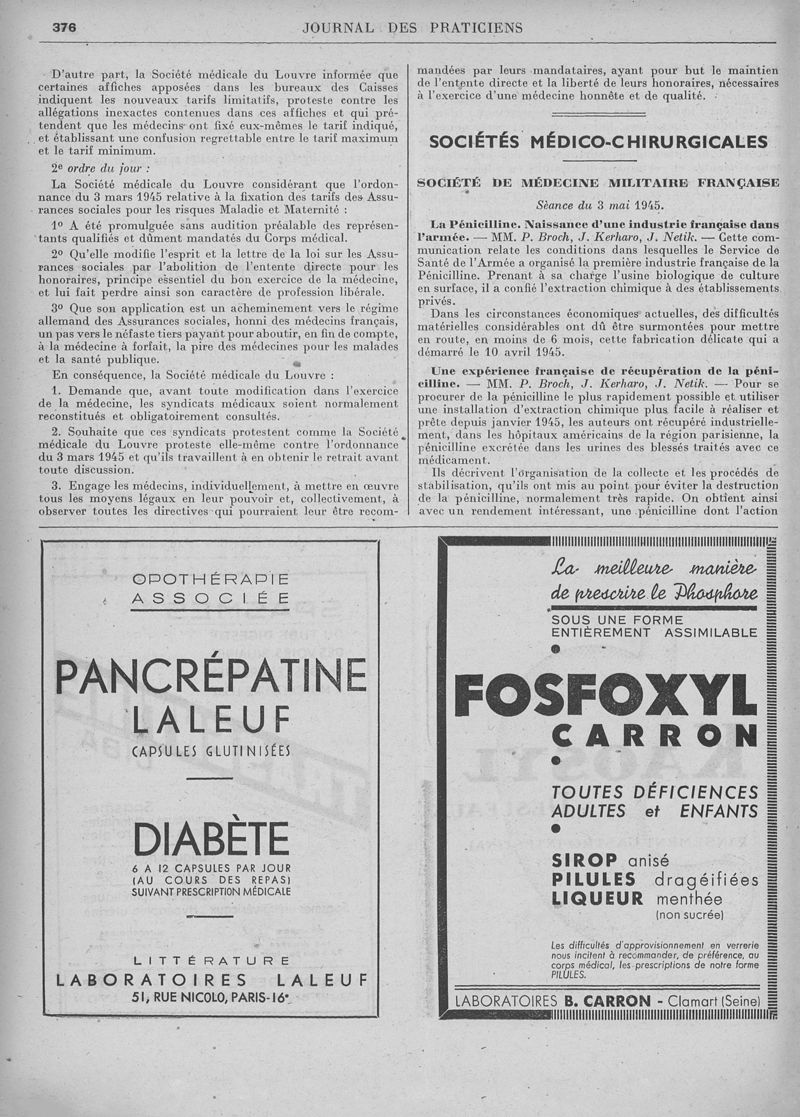 376
JOURNAL DES PRATICIENS
D'autre part, la Société médicale du Louvre informée que
certaines affiches apposées dans les bureaux des Caisses
indiquent les nouveaux tarifs limitatifs, proteste contre les
allégations inexactes contenues dans ces affiches et qui pré-
tendent que les médecins ont fixé eux-mêmes le tarif indiqué,
et établissant une confusion regrettable entre le tarif maximum
et le tarif minimum.
2e ordre du jour :
La Société médicale du Louvre considérant que l'ordon-
nance du 3 mars 1945 relative à la fixation des tarifs des Assu-
rances sociales pour les risques Maladie et Maternité :
1º A été promulguée sans audition préalable des représen-
tants qualifiés et dûment mandatés du Corps médical.
2º Qu'elle modifie l'esprit et la lettre de la loi sur les Assu-
rances sociales par l'abolition de l'entente directe pour les
honoraires, principe essentiel du bon exercice de la médecine,
et lui fait perdre ainsi son caractère de profession libérale.
3º Que son application est un acheminement vers le régime
allemand des Assurances sociales, honni des médecins français,
un pas vers le néfaste tiers payant pour aboutir, en fin de compte,
à la médecine à forfait, la pire des médecines pour les malades
et la santé publique.
En conséquence, la Société médicale du Louvre :
1. Demande que, avant toute modification dans l'exercice
de la médecine, les syndicats médicaux soient normalement
reconstitués et obligatoirement consultés.
2. Souhaite que ces syndicats protestent comme la Société
médicale du Louvre proteste elle-même contre l'ordonnance
du 3 mars 1945 et qu'ils travaillent à en obtenir le retrait avant
toute discussion.
3. Engage les médecins, individuellement, à mettre en œuvre
tous les moyens légaux en leur pouvoir et, collectivement, à
observer toutes les directives qui pourraient leur être recom-
mandées par leurs mandataires, ayant pour but le maintien
de l'entente directe et la liberté de leurs honoraires, nécessaires
à l'exercice d'une médecine honnête et de qualité.
SOCIÉTÉS MÉDICO-CHIRURGICALES
SOCIÉTÉ DE MÉDECINE MILITAIRE FRANÇAISE
Séance du 3 mai 1945.
La Pénicilline. Naissance d'une industrie française dans
l'armée. — MM. P. Broch, J. Kerharo, J. Netik. — Cette com-
munication relate les conditions dans lesquelles le Service de
Santé de l'Armée a organisé la première industrie française de la
Pénicilline. Prenant à sa charge l'usine biologique de culture
en surface, il a confié l'extraction chimique à des établissements
privés.
Dans les circonstances économiques actuelles, des difficultés
matérielles considérables ont dû être surmontées pour mettre
en route, en moins de 6 mois, cette fabrication délicate qui a
démarré le 10 avril 1945.
Une expérience française de récupération de la péni-
cilline. — MM. P. Broch, J. Kerharo, J. Netik. — Pour se
procurer de la pénicilline le plus rapidement possible et utiliser
une installation d'extraction chimique plus facile à réaliser et
prête depuis janvier 1945, les auteurs ont récupéré industrielle-
ment, dans les hôpitaux américains de la région parisienne, la
pénicilline excrétée dans les urines des blessés traités avec ce
médicament.
Ils décrivent l'organisation de la collecte et les procédés de
stabilisation, qu'ils ont mis au point pour éviter la destruction
de la pénicilline, normalement très rapide. On obtient ainsi
avec un rendement intéressant, une pénicilline dont l'action
OPOTHÉRAPIE
ASSOCIÉE
PANCRÉPATINE
LALEUF
CAPSULES GLUTINISÉES
DIABÈTE
6 A 12 CAPSULES PAR JOUR
(AU COURS DES REPAS)
SUIVANT PRESCRIPTION MÉDICALE
LITTÉRATURE
LABORATOIRES LALEUF
51, RUE NICOLO, PARIS-16e
La meilleure manière
de prescrire le Phosphore
SOUS UNE FORME
ENTIÈREMENT ASSIMILABLE
FOSFOXYL
CARRON
TOUTES DÉFICIENCES
ADULTES et ENFANTS
SIROP anisé
PILULES dragéifiées
LIQUEUR menthée
(non sucrée)
Les difficultés d'approvisionnement en verrerie
nous incitent à recommander, de préférence, au
corps médical, les prescriptions de notre forme
PILULES.
LABORATOIRES B. CARRON - Clamart (Seine)